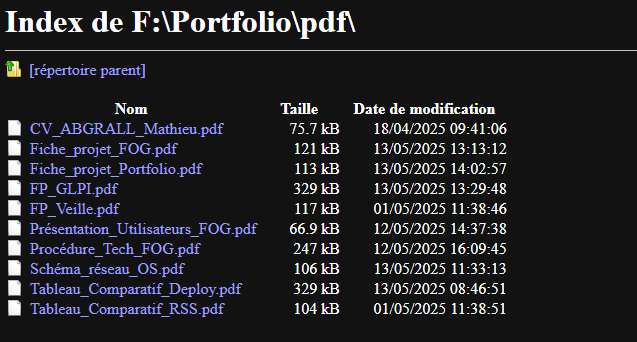 Index de F:\Portfolio\pdf\
[répertoire parent]
Nom Taille Date de modification
CV_ABGRALL_Mathieu.pdf 75.7 kB 18/04/2025 09:41:06
Fiche_projet_FOG.pdf 121 kB 13/05/2025 13:13:12
Fiche_projet_Portfolio.pdf 113 kB 13/05/2025 14:02:57
FP_GLPI.pdf 329 kB 13/05/2025 13:29:48
FP_Veille.pdf 117 kB 01/05/2025 11:38:46
Présentation_Utilisateurs_FOG.pdf 66.9 kB 12/05/2025 14:37:38
Procédure_Tech_FOG.pdf 247 kB 12/05/2025 16:09:45
Schéma_réseau_OS.pdf 106 kB 13/05/2025 11:33:13
Tableau_Comparatif_Deploy.pdf 329 kB 13/05/2025 08:46:51
Tableau_Comparatif_RSS.pdf 104 kB 01/05/2025 11:38:51